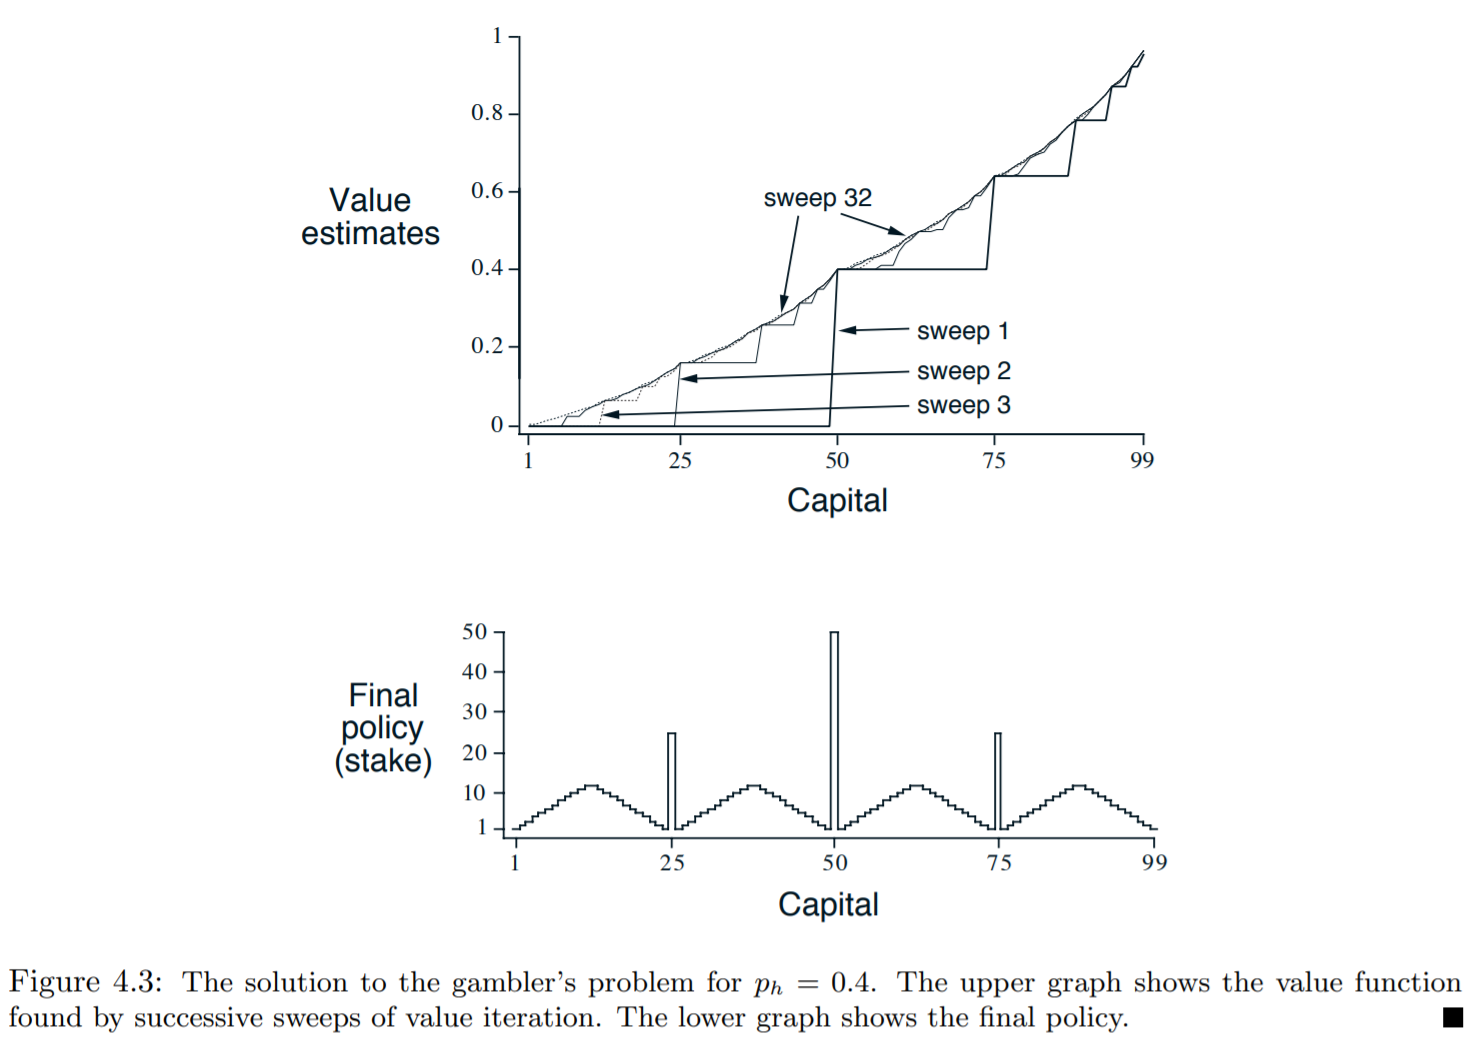 1
0.8
0.6
0.4
0.2
0
Value
estimates
sweep 32
sweep 1
sweep 2
sweep 3
1 25 50 75 99
Capital
50
40
30
20
10
1
Final
policy
(stake)
1 25 50 75 99
Capital
Figure 4.3: The solution to the gambler's problem for pₕ = 0.4. The upper graph shows the value function
found by successive sweeps of value iteration. The lower graph shows the final policy.